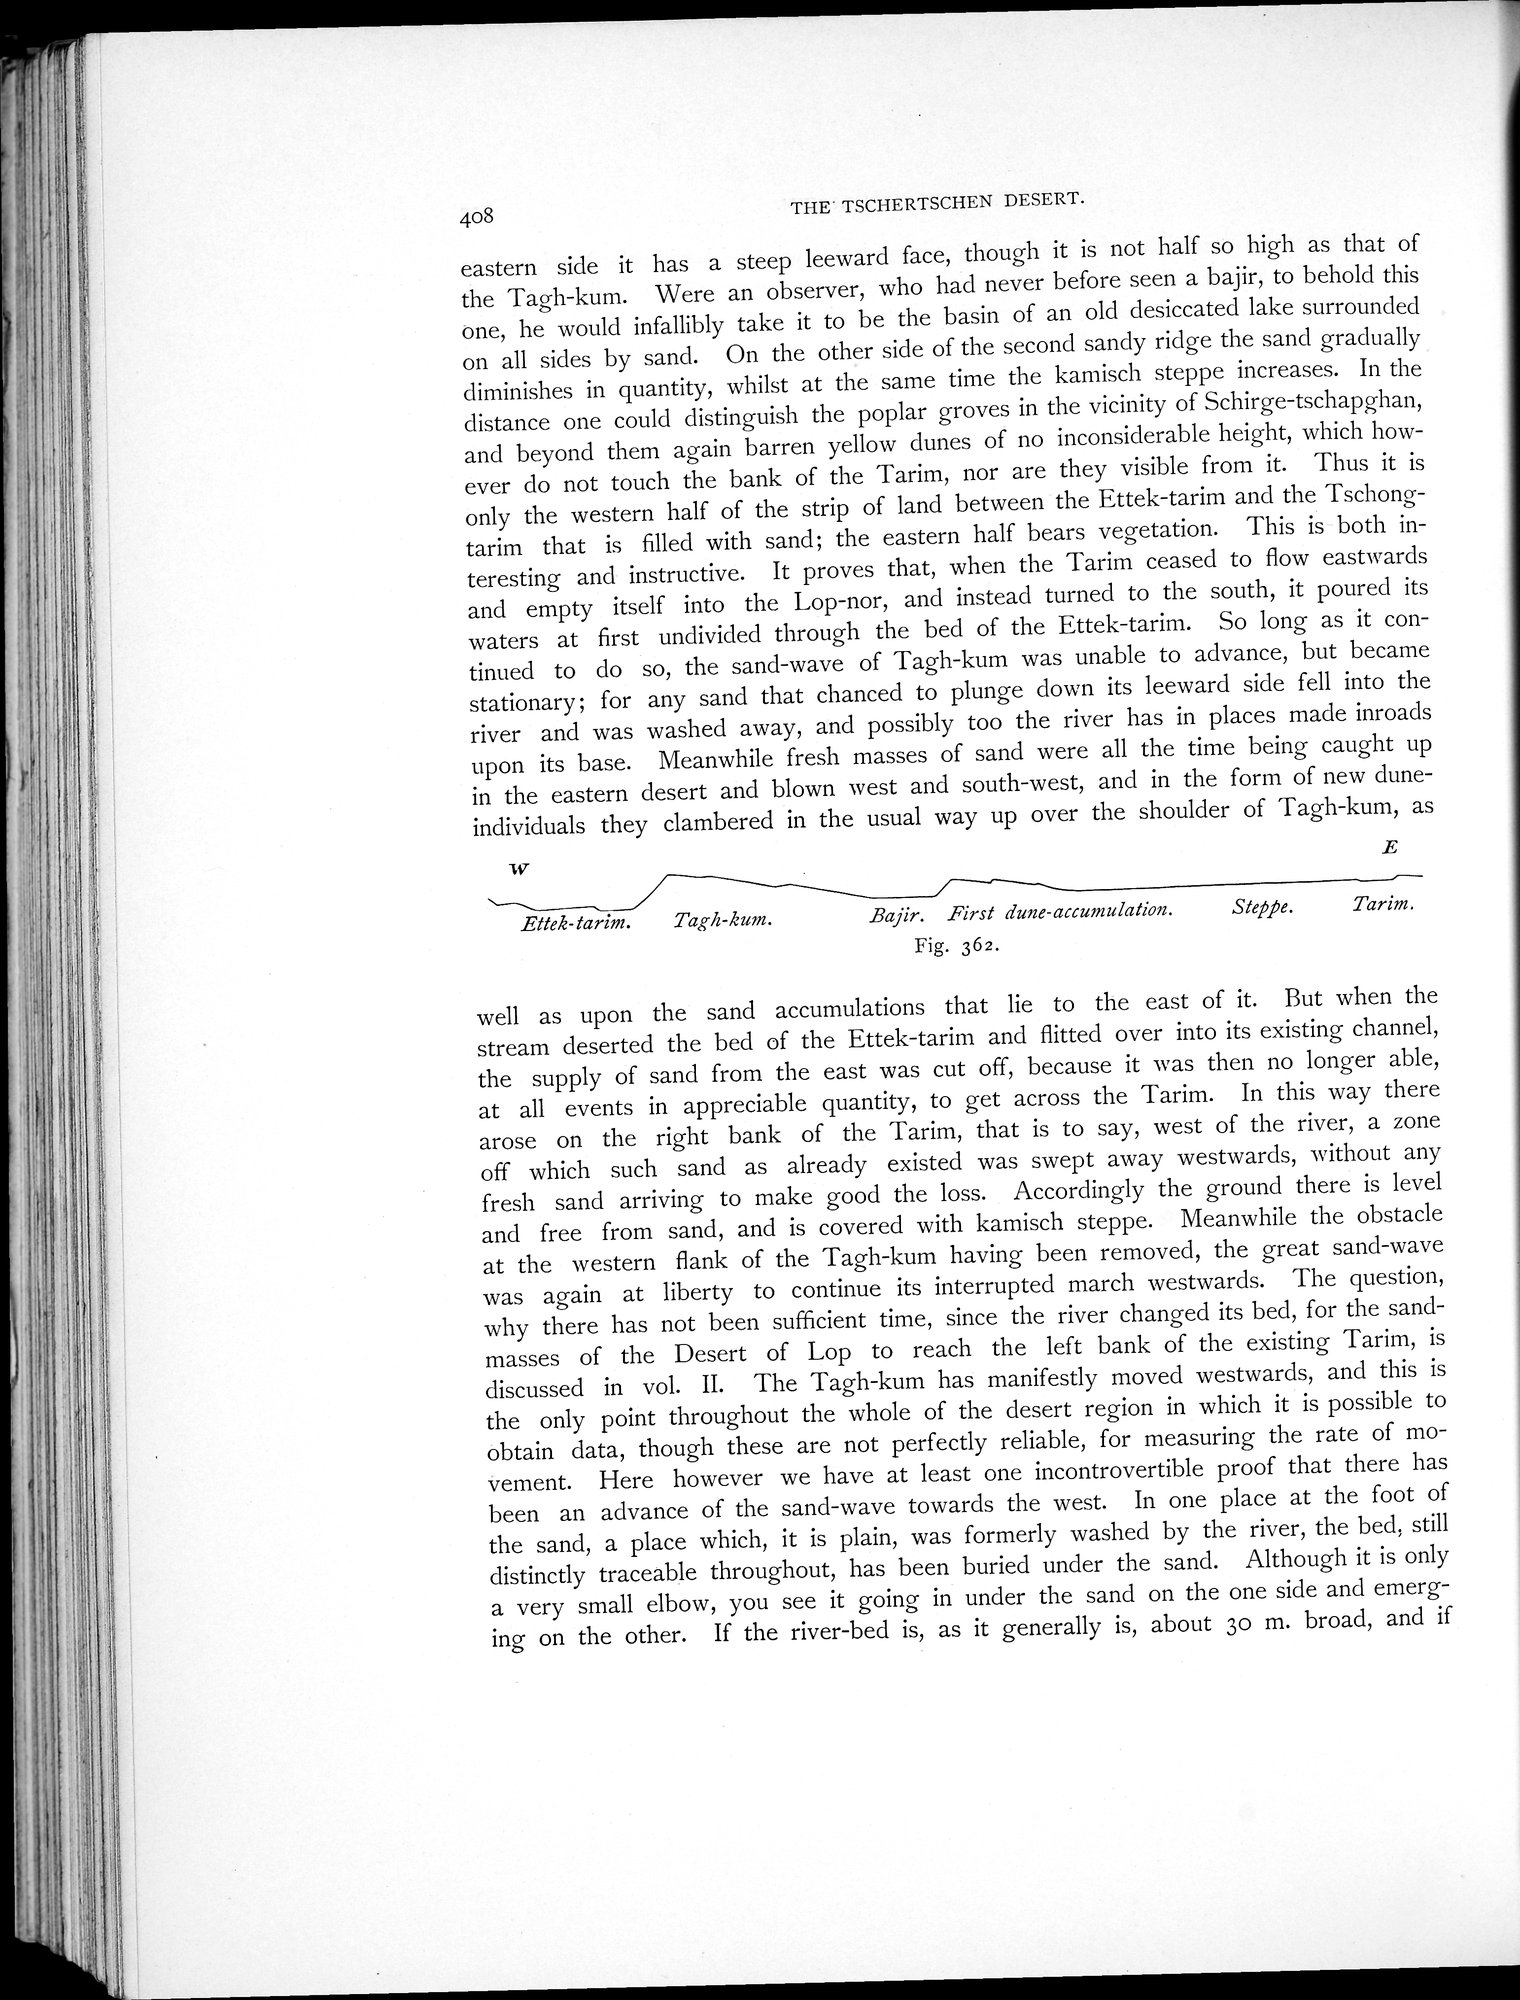 408
THE TSCHERTSCHEN DESERT.
eastern side it has a steep leeward face, though it is not half so high as that of
the Tagh-kum. Were an observer, who had never before seen a bajir, to behold this
one, he would infallibly take it to be the basin of an old desiccated lake surrounded
on all sides by sand. On the other side of the second sandy ridge the sand gradually
diminishes in quantity, whilst at the same time the kamisch steppe increases. In the
distance one could distinguish the poplar groves in the vicinity of Schirge-tschapghan,
and beyond them again barren yellow dunes of no inconsiderable height, which how-
ever do not touch the bank of the Tarim, nor are they visible from it. Thus it is
only the western half of the strip of land between the Ettek-tarim and the Tschong-
tarim that is filled with sand; the eastern half bears vegetation. This is both in-
teresting and instructive. It proves that, when the Tarim ceased to flow eastwards
and empty itself into the Lop-nor, and instead turned to the south, it poured its
waters at first undivided through the bed of the Ettek-tarim. So long as it con-
tinued to do so, the sand-wave of Tagh-kum was unable to advance, but became
stationary; for any sand that chanced to plunge down its leeward side fell into the
river and was washed away, and possibly too the river has in places made inroads
upon its base. Meanwhile fresh masses of sand were all the time being caught up
in the eastern desert and blown west and south-west, and in the form of new dune-
individuals they clambered in the usual way up over the shoulder of Tagh-kum, as
W
E
Ettek-tarim. Tagh-kum. Bajir. First dune-accumulation. Steppe. Tarim.
Fig. 362.
well as upon the sand accumulations that lie to the east of it. But when the
stream deserted the bed of the Ettek-tarim and flitted over into its existing channel,
the supply of sand from the east was cut off, because it was then no longer able,
at all events in appreciable quantity, to get across the Tarim. In this way there
arose on the right bank of the Tarim, that is to say, west of the river, a zone
off which such sand as already existed was swept away westwards, without any
fresh sand arriving to make good the loss. Accordingly the ground there is level
and free from sand, and is covered with kamisch steppe. Meanwhile the obstacle
at the western flank of the Tagh-kum having been removed, the great sand-wave
was again at liberty to continue its interrupted march westwards. The question,
why there has not been sufficient time, since the river changed its bed, for the sand-
masses of the Desert of Lop to reach the left bank of the existing Tarim, is
discussed in vol. II. The Tagh-kum has manifestly moved westwards, and this is
the only point throughout the whole of the desert region in which it is possible to
obtain data, though these are not perfectly reliable, for measuring the rate of mo-
vement. Here however we have at least one incontrovertible proof that there has
been an advance of the sand-wave towards the west. In one place at the foot of
the sand, a place which, it is plain, was formerly washed by the river, the bed, still
distinctly traceable throughout, has been buried under the sand. Although it is only
a very small elbow, you see it going in under the sand on the one side and emerg-
ing on the other. If the river-bed is, as it generally is, about 30 m. broad, and if